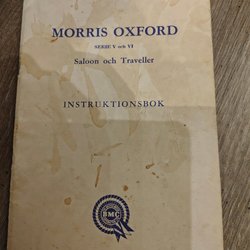 MORRIS OXFORD
SERIE V och VI
Saloon och Traveller
INSTRUKTIONSBOK
BMC